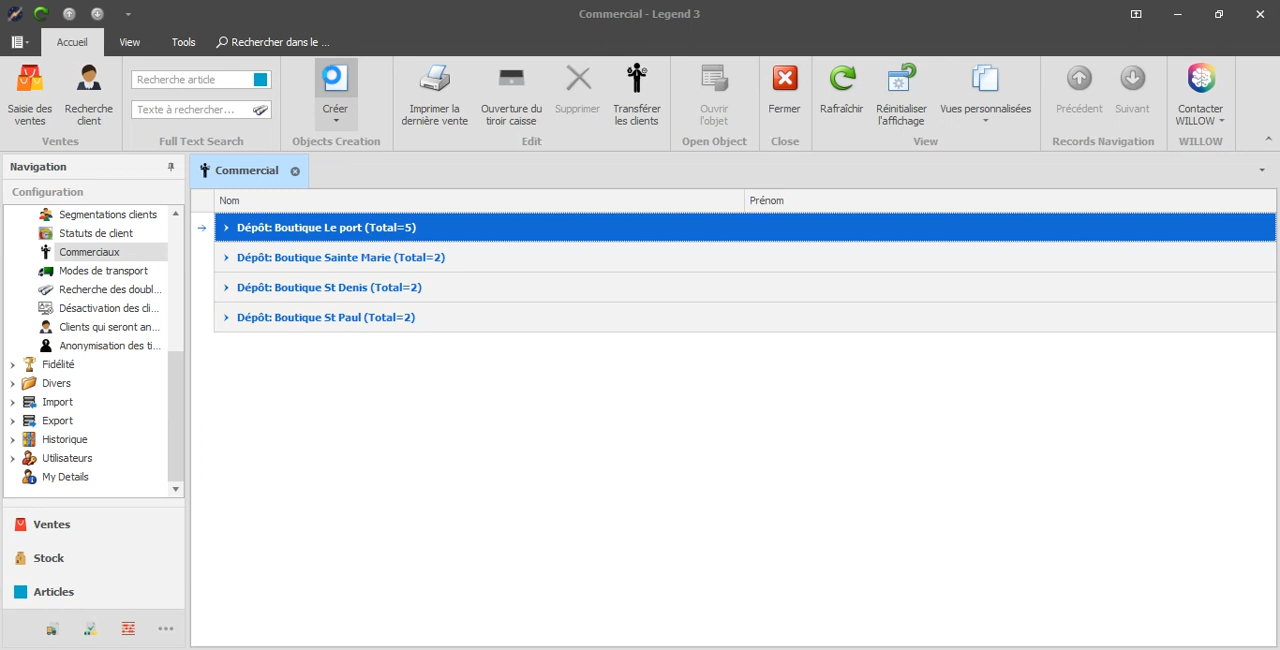 Commercial - Legend 3
Accueil
View
Tools
Rechercher dans le ...
Saisie des ventes
Recherche client
Ventes
Recherche article
Texte à rechercher...
Full Text Search
Créer
Objects Creation
Imprimer la dernière vente
Ouverture du tiroir caisse
Supprimer
Transférer les clients
Edit
Ouvrir l'objet
Open Object
Fermer
Close
Rafraîchir
Réinitialiser l'affichage
Vues personnalisées
View
Précédent
Suivant
Records Navigation
Contacter WILLOW
WILLOW
Navigation
Configuration
Segmentations clients
Statuts de client
Commerciaux
Modes de transport
Recherche des doubl...
Désactivation des cli...
Clients qui seront an...
Anonymisation des ti...
Fidélité
Divers
Import
Export
Historique
Utilisateurs
My Details
Ventes
Stock
Articles
Commercial
Nom
Prénom
Dépôt: Boutique Le port (Total=5)
Dépôt: Boutique Sainte Marie (Total=2)
Dépôt: Boutique St Denis (Total=2)
Dépôt: Boutique St Paul (Total=2)